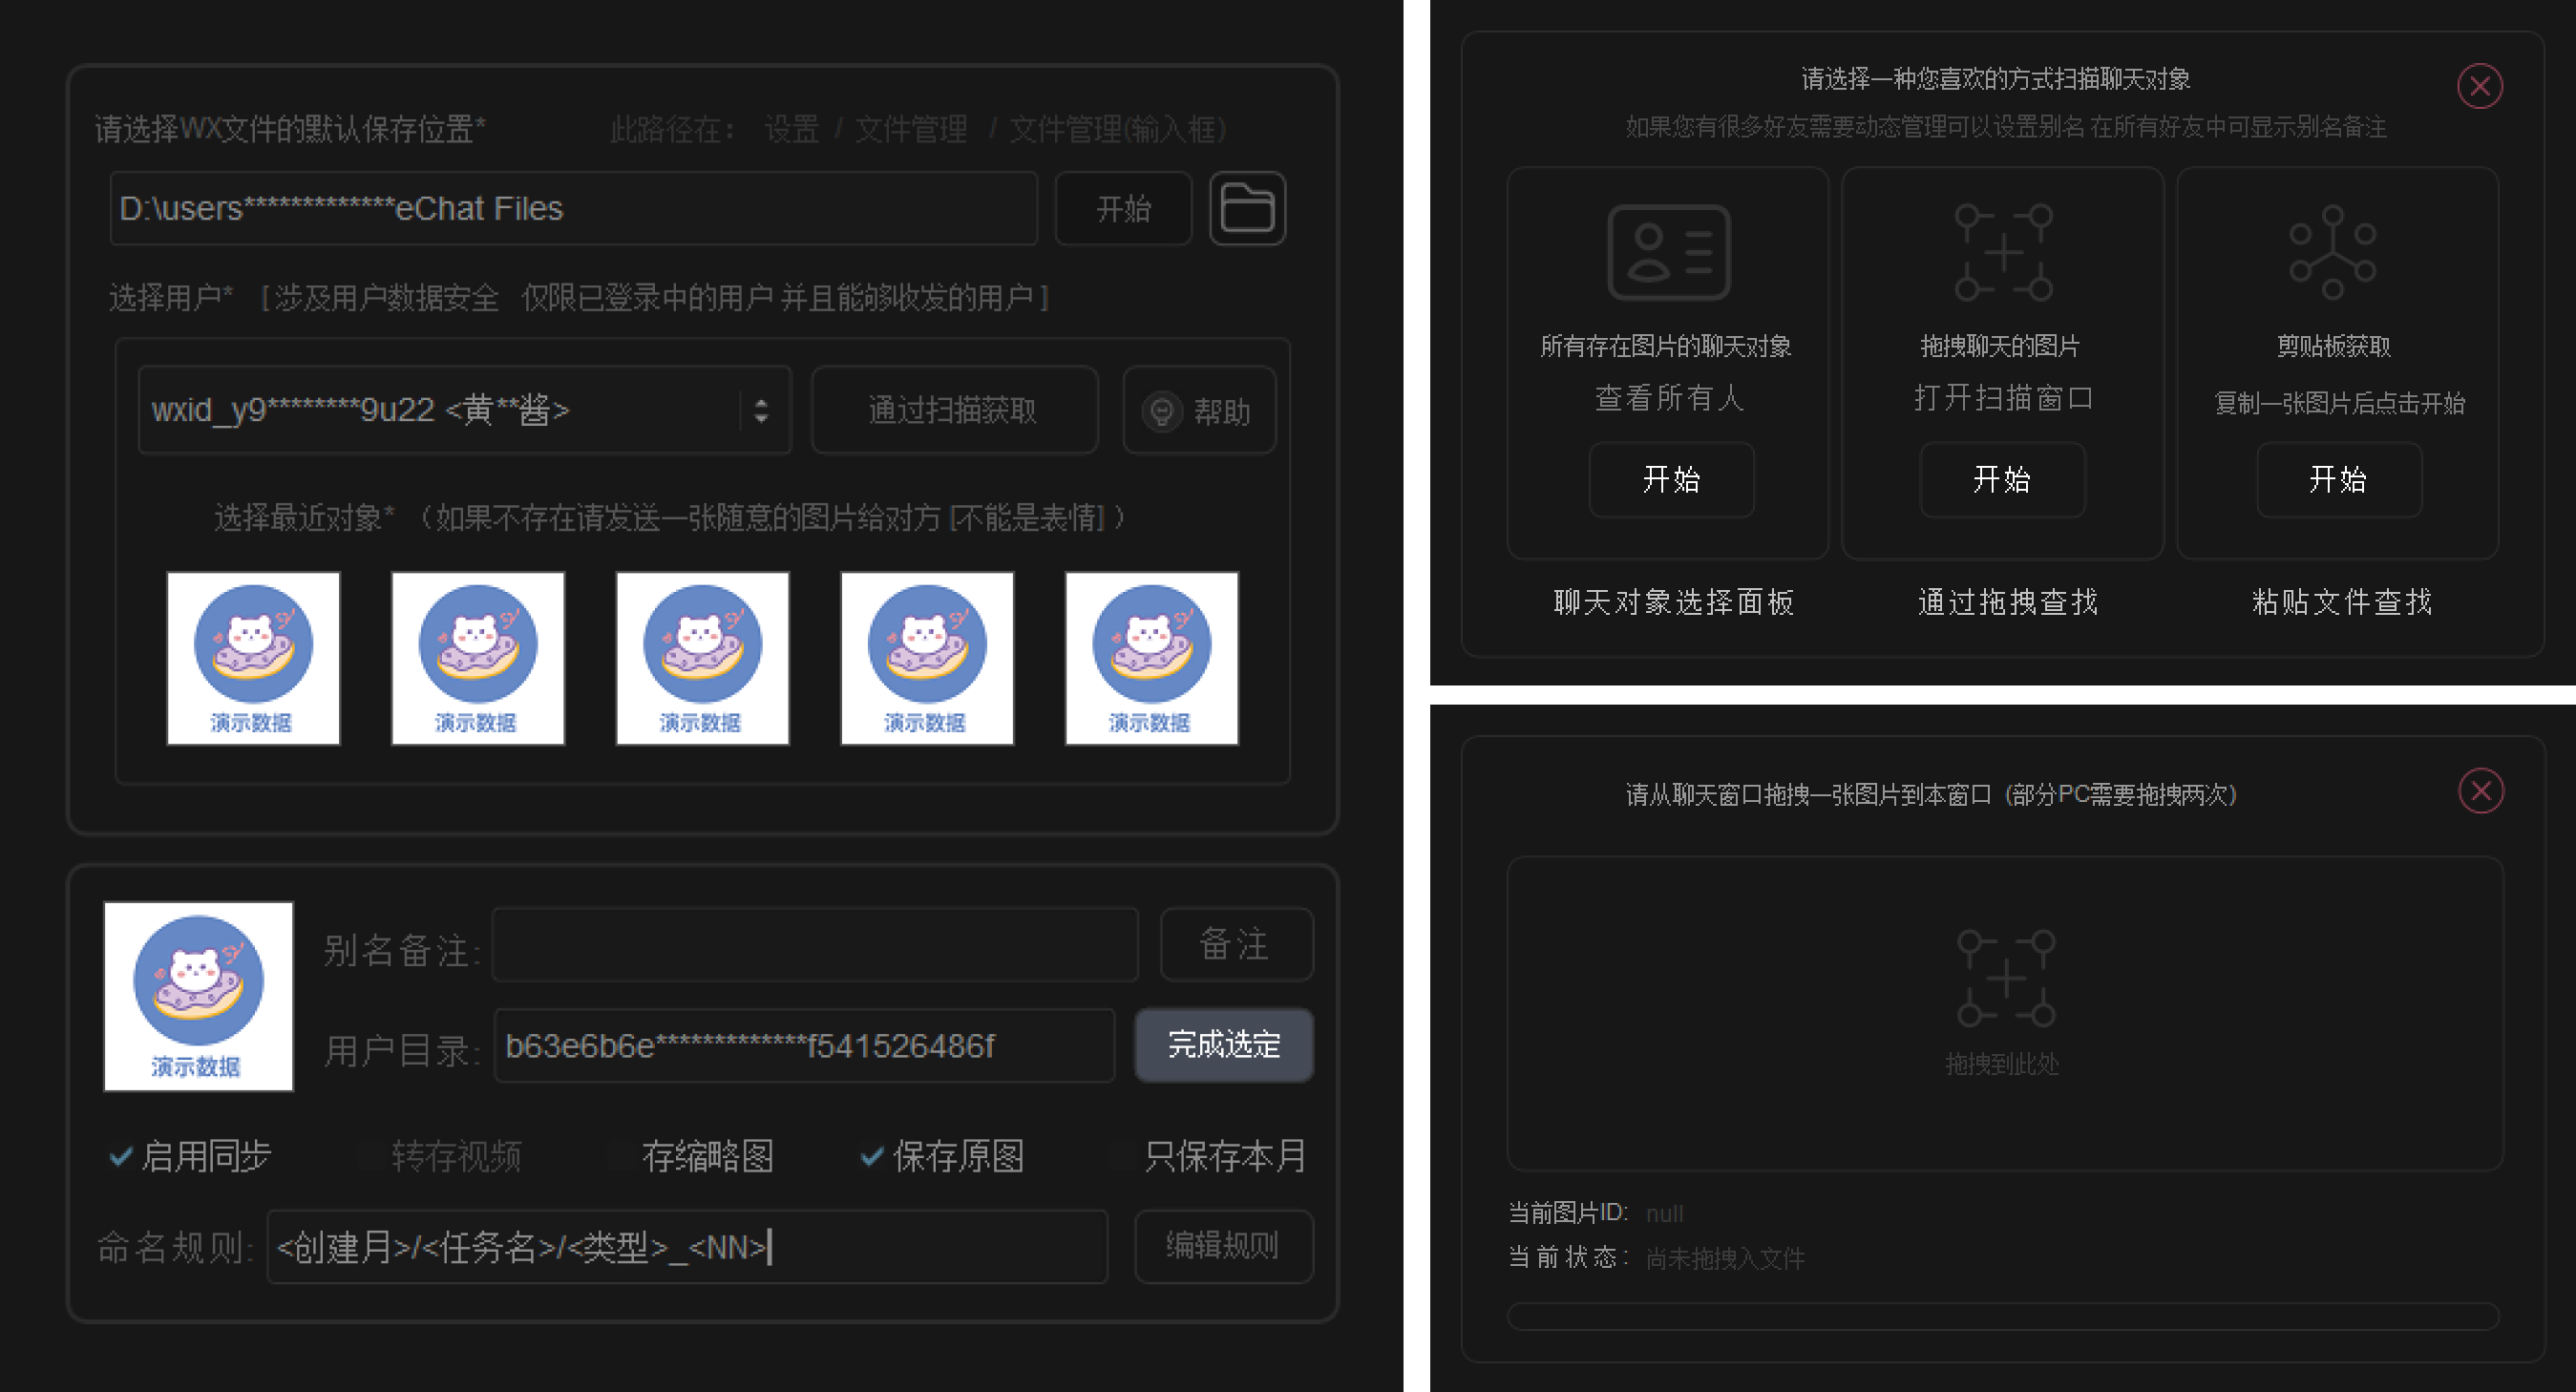 请选择WX文件的默认保存位置*
此路径在： 设置 / 文件管理 / 文件管理(输入框)
D:\users*************eChat Files
开始
选择用户* [ 涉及用户数据安全 仅限已登录中的用户 并且能够收发的用户 ]
wxid_y9********9u22 <黄**酱>
通过扫描获取
帮助
选择最近对象* （如果不存在请发送一张随意的图片给对方 [不能是表情] ）
演示数据
演示数据
演示数据
演示数据
演示数据
演示数据
别名备注:
备注
用户目录:
b63e6b6e*************f541526486f
完成选定
启用同步
转存视频
存缩略图
保存原图
只保存本月
命名规则:
<创建月>/<任务名>/<类型>_<NN>
编辑规则
请选择一种您喜欢的方式扫描聊天对象
如果您有很多好友需要动态管理可以设置别名 在所有好友中可显示别名备注
所有存在图片的聊天对象
查看所有人
开始
聊天对象选择面板
拖拽聊天的图片
打开扫描窗口
开始
通过拖拽查找
剪贴板获取
复制一张图片后点击开始
开始
粘贴文件查找
请从聊天窗口拖拽一张图片到本窗口 (部分PC需要拖拽两次)
拖拽到此处
当前图片ID: null
当前状态: 尚未拖拽入文件